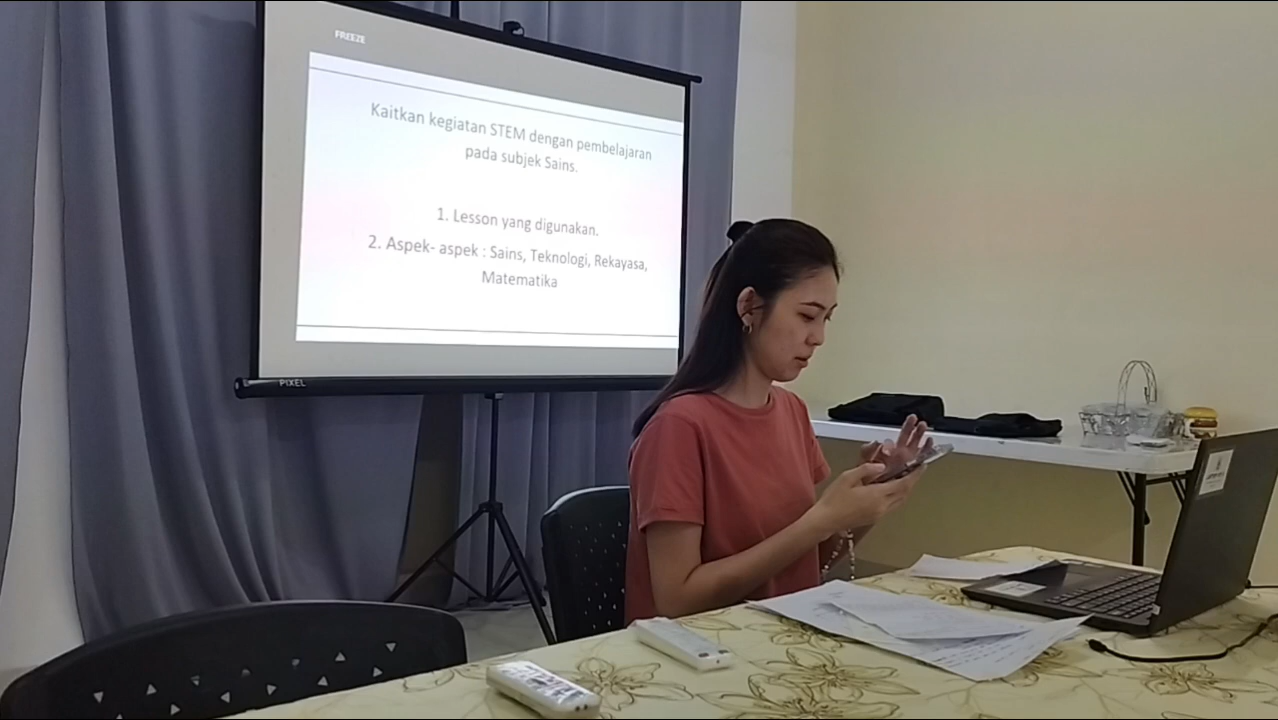 FREEZE
Kaitkan kegiatan STEM dengan pembelajaran
pada subjek Sains.
1. Lesson yang digunakan.
2. Aspek- aspek : Sains, Teknologi, Rekayasa,
Matematika
PIXEL